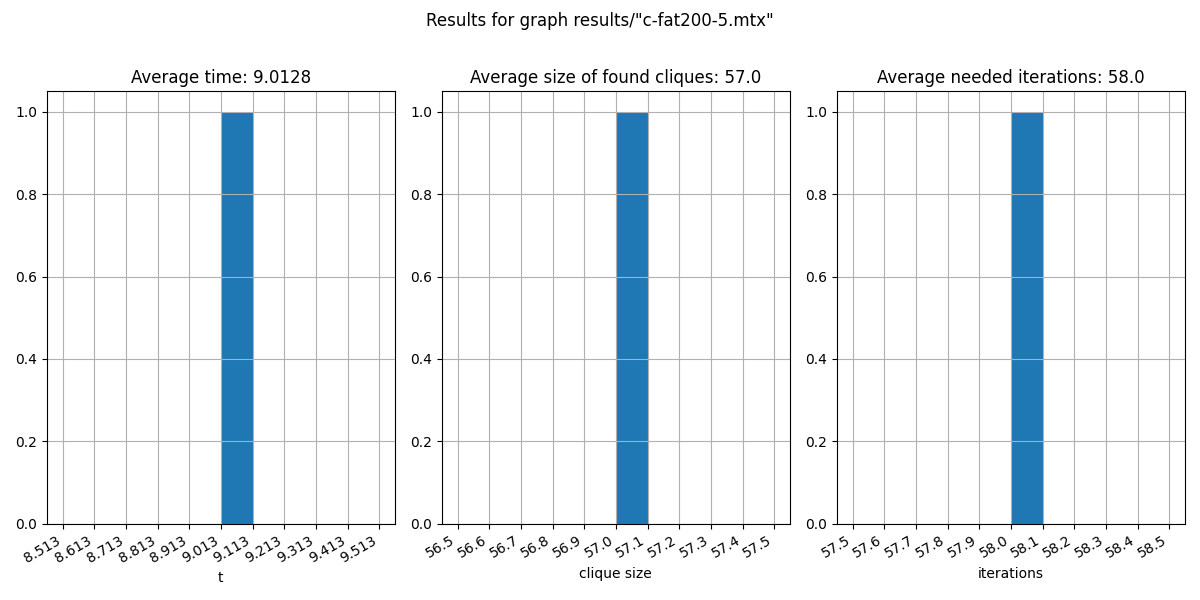 Results for graph results/"c-fat200-5.mtx"
Average time: 9.0128
1.0
0.8
0.6
0.4
0.2
0.0
8.513 8.613 8.713 8.813 8.913 9.013 9.113 9.213 9.313 9.413 9.513
t
Average size of found cliques: 57.0
1.0
0.8
0.6
0.4
0.2
0.0
56.5 56.6 56.7 56.8 56.9 57.0 57.1 57.2 57.3 57.4 57.5
clique size
Average needed iterations: 58.0
1.0
0.8
0.6
0.4
0.2
0.0
57.5 57.6 57.7 57.8 57.9 58.0 58.1 58.2 58.3 58.4 58.5
iterations